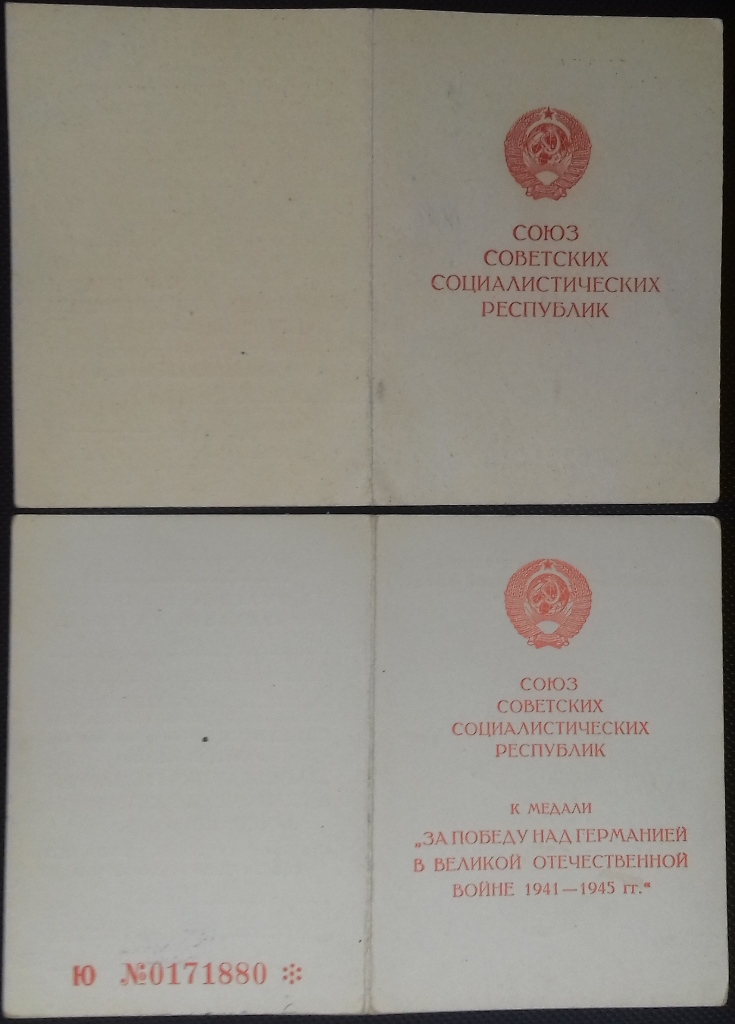 СОЮЗ
СОВЕТСКИХ
СОЦИАЛИСТИЧЕСКИХ
РЕСПУБЛИК
СОЮЗ
СОВЕТСКИХ
СОЦИАЛИСТИЧЕСКИХ
РЕСПУБЛИК
К МЕДАЛИ
„ЗА ПОБЕДУ НАД ГЕРМАНИЕЙ
В ВЕЛИКОЙ ОТЕЧЕСТВЕННОЙ
ВОЙНЕ 1941—1945 гг.“
Ю №0171880 ❊